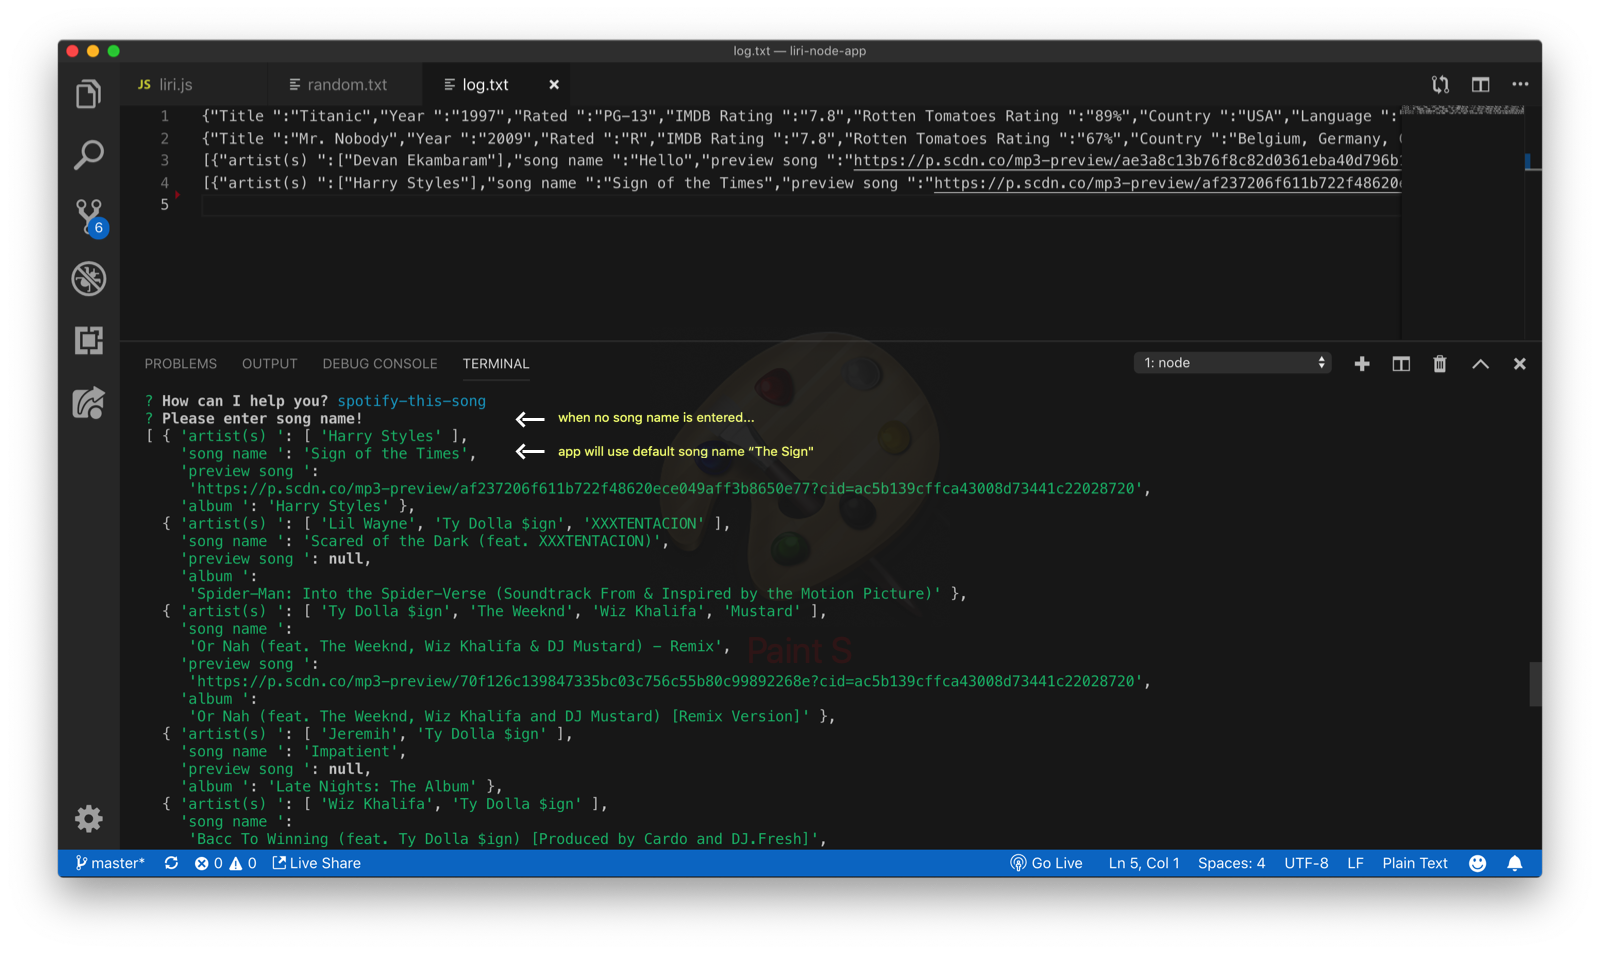 log.txt — liri-node-app
JS liri.js
random.txt
log.txt
1 {"Title ":"Titanic","Year ":"1997","Rated ":"PG-13","IMDB Rating ":"7.8","Rotten Tomatoes Rating ":"89%","Country ":"USA","Language ":
2 {"Title ":"Mr. Nobody","Year ":"2009","Rated ":"R","IMDB Rating ":"7.8","Rotten Tomatoes Rating ":"67%","Country ":"Belgium, Germany,
3 [{"artist(s) ":["Devan Ekambaram"],"song name ":"Hello","preview song ":"https://p.scdn.co/mp3-preview/ae3a8c13b76f8c82d0361eba40d796b
4 [{"artist(s) ":["Harry Styles"],"song name ":"Sign of the Times","preview song ":"https://p.scdn.co/mp3-preview/af237206f611b722f48620
5
6
PROBLEMS OUTPUT DEBUG CONSOLE TERMINAL
1: node
? How can I help you? spotify-this-song
? Please enter song name!
when no song name is entered...
[ { 'artist(s) ': [ 'Harry Styles' ],
'song name ': 'Sign of the Times',
app will use default song name “The Sign"
'preview song ':
'https://p.scdn.co/mp3-preview/af237206f611b722f48620ece049aff3b8650e77?cid=ac5b139cffca43008d73441c22028720',
'album ': 'Harry Styles' },
{ 'artist(s) ': [ 'Lil Wayne', 'Ty Dolla $ign', 'XXXTENTACION' ],
'song name ': 'Scared of the Dark (feat. XXXTENTACION)',
'preview song ': null,
'album ':
'Spider-Man: Into the Spider-Verse (Soundtrack From & Inspired by the Motion Picture)' },
{ 'artist(s) ': [ 'Ty Dolla $ign', 'The Weeknd', 'Wiz Khalifa', 'Mustard' ],
'song name ':
'Or Nah (feat. The Weeknd, Wiz Khalifa & DJ Mustard) - Remix',
Paint S
'preview song ':
'https://p.scdn.co/mp3-preview/70f126c139847335bc03c756c55b80c99892268e?cid=ac5b139cffca43008d73441c22028720',
'album ':
'Or Nah (feat. The Weeknd, Wiz Khalifa and DJ Mustard) [Remix Version]' },
{ 'artist(s) ': [ 'Jeremih', 'Ty Dolla $ign' ],
'song name ': 'Impatient',
'preview song ': null,
'album ': 'Late Nights: The Album' },
{ 'artist(s) ': [ 'Wiz Khalifa', 'Ty Dolla $ign' ],
'song name ':
'Bacc To Winning (feat. Ty Dolla $ign) [Produced by Cardo and DJ.Fresh]',
master* 0 0 Live Share Go Live Ln 5, Col 1 Spaces: 4 UTF-8 LF Plain Text